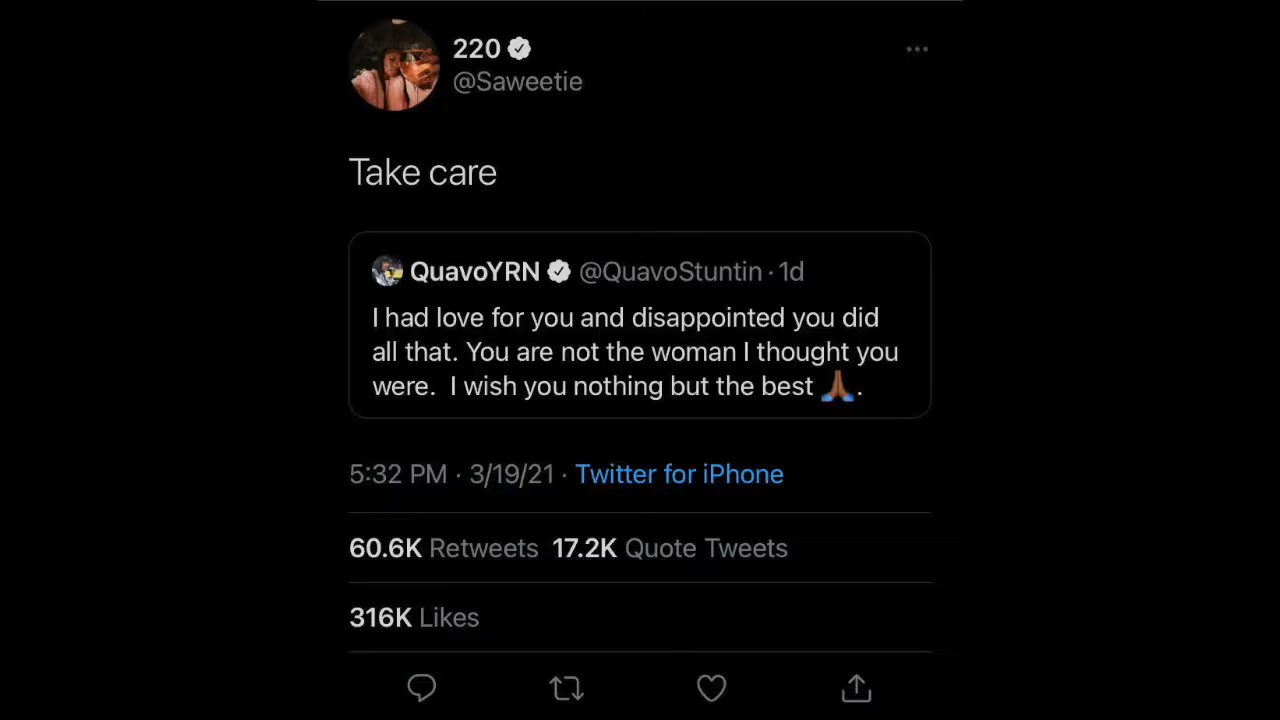 220
@Saweetie
Take care
QuavoYRN @QuavoStuntin · 1d
I had love for you and disappointed you did
all that. You are not the woman I thought you
were.  I wish you nothing but the best 🙏🏾.
5:32 PM · 3/19/21 · Twitter for iPhone
60.6K Retweets 17.2K Quote Tweets
316K Likes